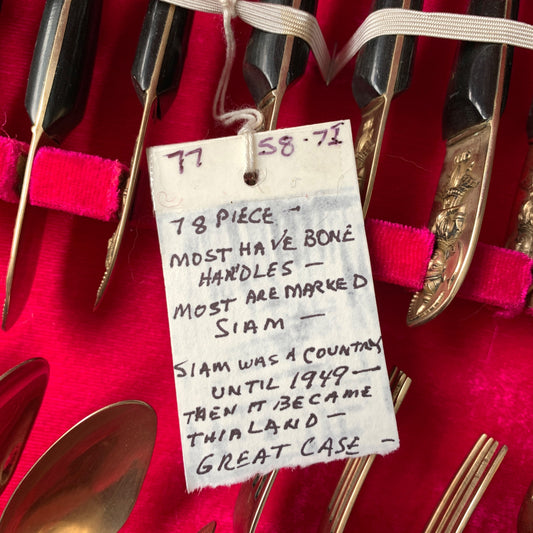 77 58.7I
78 PIECE -
MOST HAVE BONE
HANDLES -
MOST ARE MARKED
SIAM -
SIAM WAS A COUNTRY
UNTIL 1949 -
THEN IT BECAME
THIALAND -
GREAT CASE -